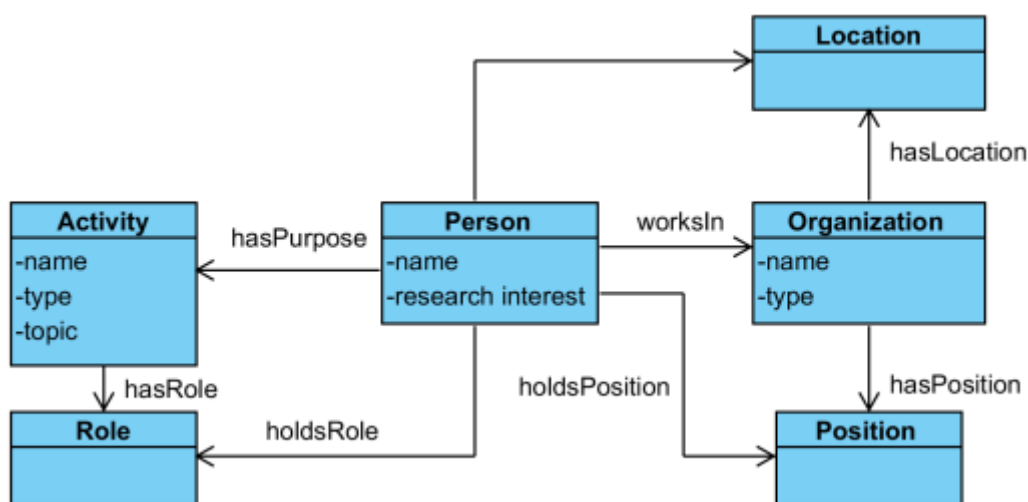 Location
hasLocation
Activity
-name
-type
-topic
hasPurpose
Person
-name
-research interest
worksIn
Organization
-name
-type
hasRole
holdsPosition
hasPosition
Role
holdsRole
Position